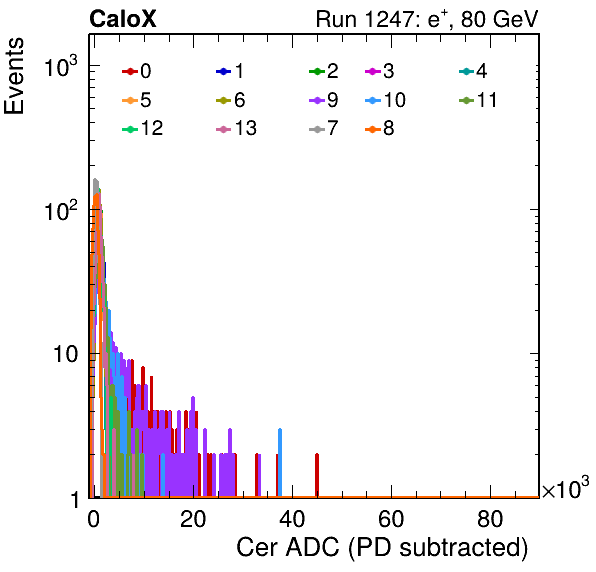 CaloX Run 1247: e⁺, 80 GeV
Events
10³
0 1 2 3 4
5 6 9 10 11
12 13 7 8
10²
10
1
0 20 40 60 80 ×10³
Cer ADC (PD subtracted)